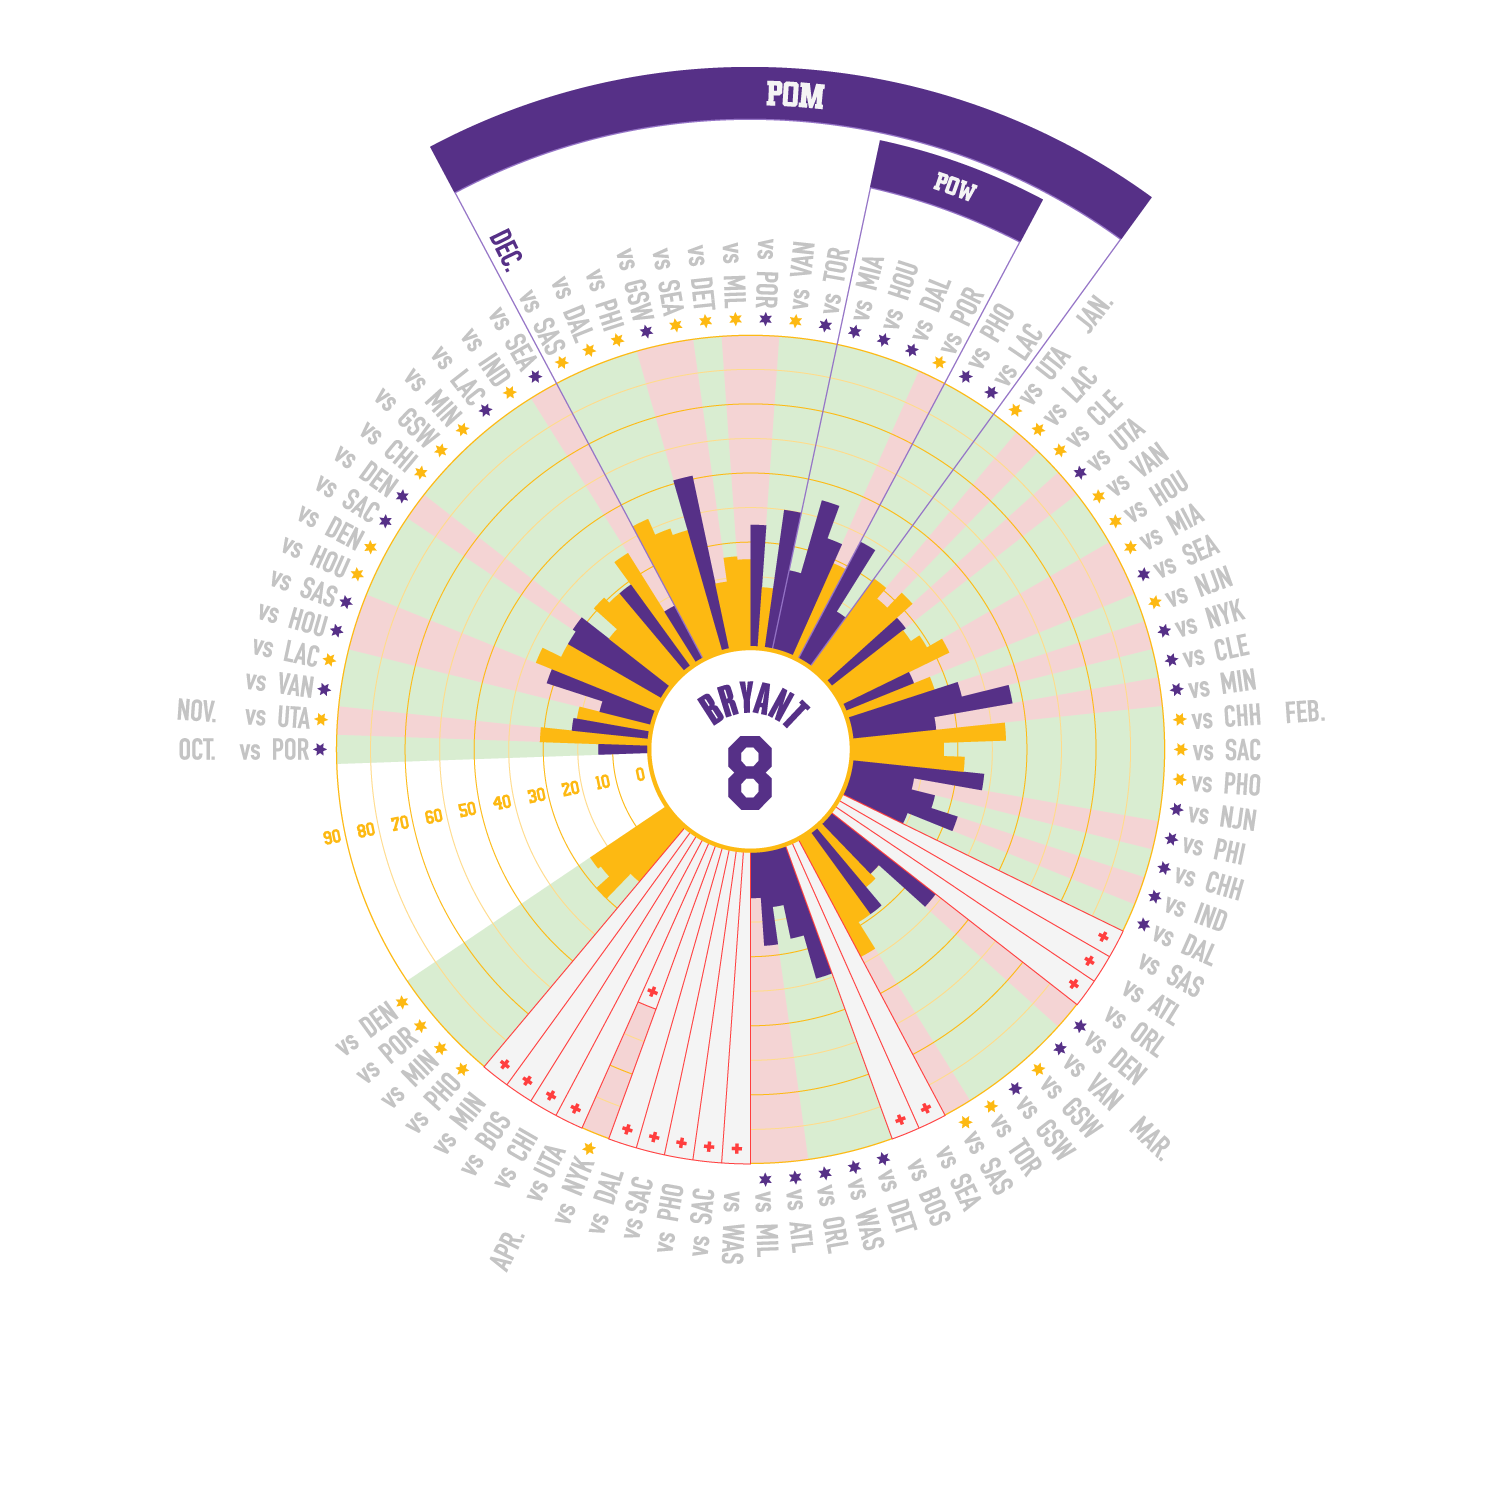 POM
POW
DEC.
JAN.
FEB.
MAR.
APR.
NOV.
OCT.
BRYANT
8
0
10
20
30
40
50
60
70
80
90
vs POR
vs UTA
vs VAN
vs LAC
vs HOU
vs SAS
vs HOU
vs DEN
vs SAC
vs DEN
vs CHI
vs GSW
vs MIN
vs LAC
vs IND
vs SEA
vs SAS
vs DAL
vs PHI
vs GSW
vs SEA
vs DET
vs MIL
vs POR
vs VAN
vs TOR
vs MIA
vs HOU
vs DAL
vs POR
vs PHO
vs LAC
vs UTA
vs LAC
vs CLE
vs UTA
vs VAN
vs HOU
vs MIA
vs SEA
vs NJN
vs NYK
vs CLE
vs MIN
vs CHH
vs SAC
vs PHO
vs NJN
vs PHI
vs CHH
vs IND
vs DAL
vs SAS
vs ATL
vs ORL
vs DEN
vs VAN
vs GSW
vs GSW
vs TOR
vs SAS
vs SEA
vs BOS
vs DET
vs WAS
vs ORL
vs ATL
vs MIL
vs WAS
vs SAC
vs PHO
vs SAC
vs DAL
vs NYK
vs UTA
vs CHI
vs BOS
vs MIN
vs PHO
vs MIN
vs POR
vs DEN